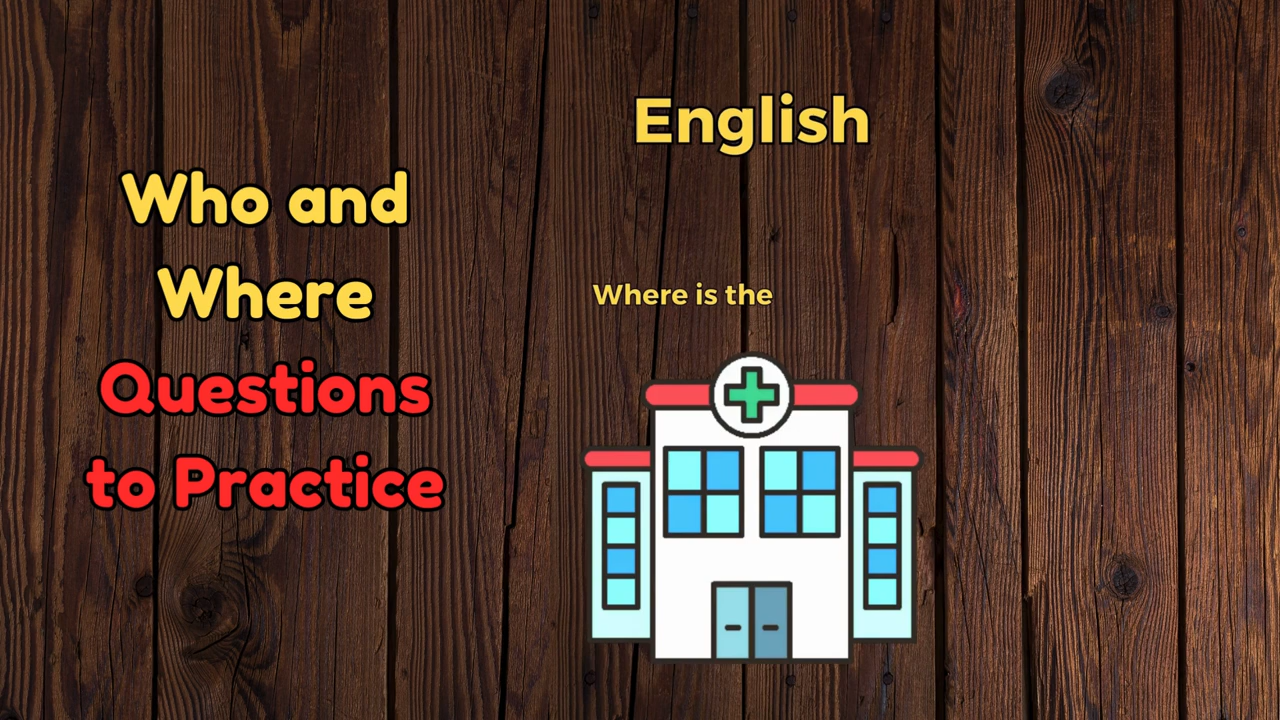 Who and
Where
Questions
to Practice
English
Where is the